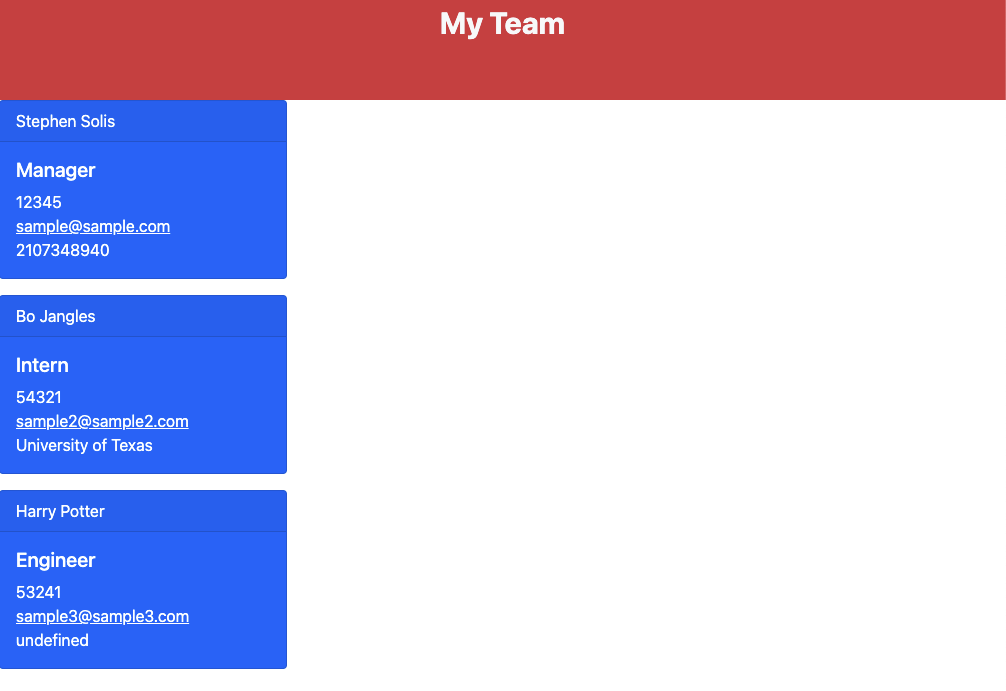 My Team
Stephen Solis
Manager
12345
sample@sample.com
2107348940
Bo Jangles
Intern
54321
sample2@sample2.com
University of Texas
Harry Potter
Engineer
53241
sample3@sample3.com
undefined